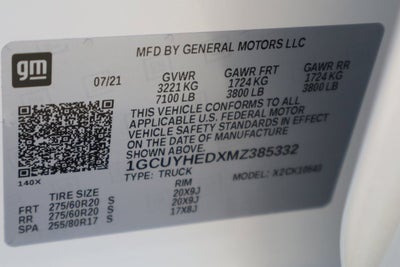 gm
MFD BY GENERAL MOTORS LLC
07/21 GVWR GAWR FRT GAWR RR
3221 KG 1724 KG 1724 KG
7100 LB 3800 LB 3800 LB
THIS VEHICLE CONFORMS TO ALL
APPLICABLE U.S. FEDERAL MOTOR
VEHICLE SAFETY STANDARDS IN EFFECT
ON THE DATE OF MANUFACTURE
SHOWN ABOVE.
1GCUYHEDXMZ385332
140X TYPE: TRUCK MODEL:
TIRE SIZE RIM
FRT 275/60R20 S 20X9J
RR 275/60R20 S 20X9J
SPA 255/80R17 S 17X8J